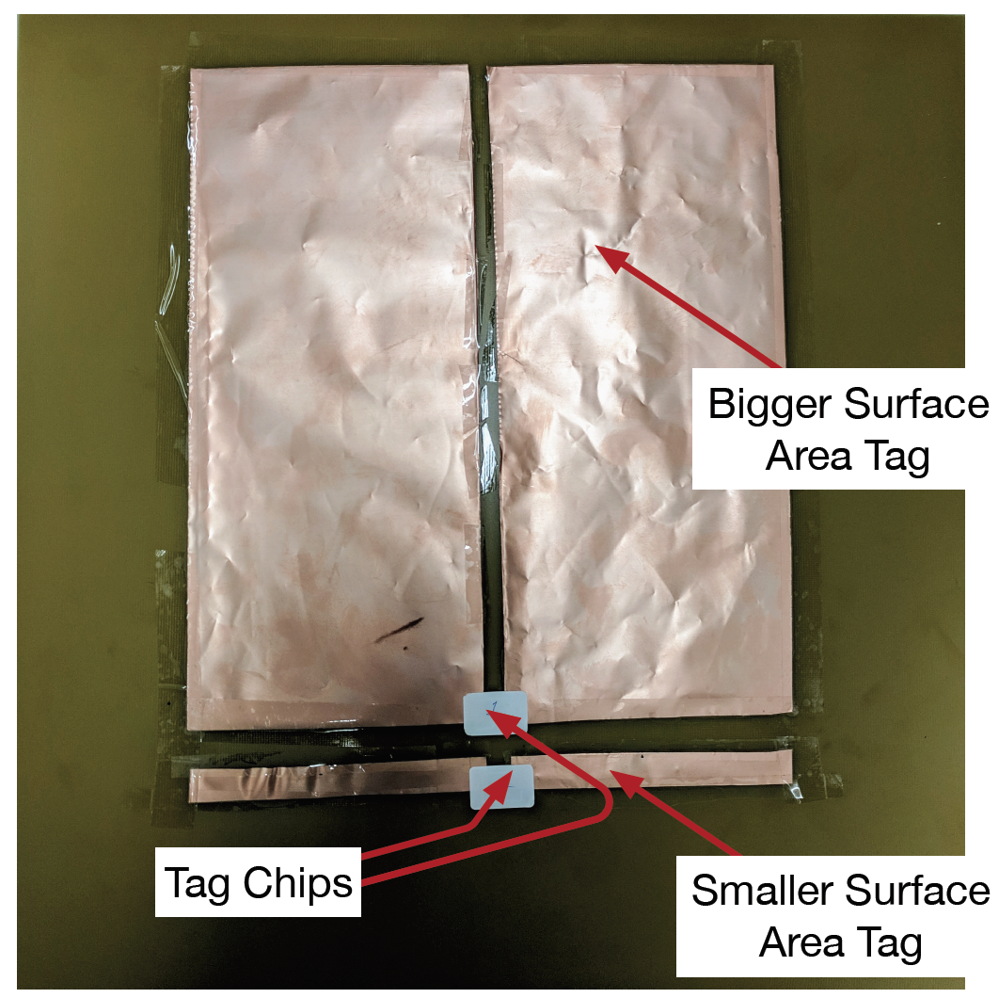 Bigger Surface
Area Tag
Tag Chips
Smaller Surface
Area Tag